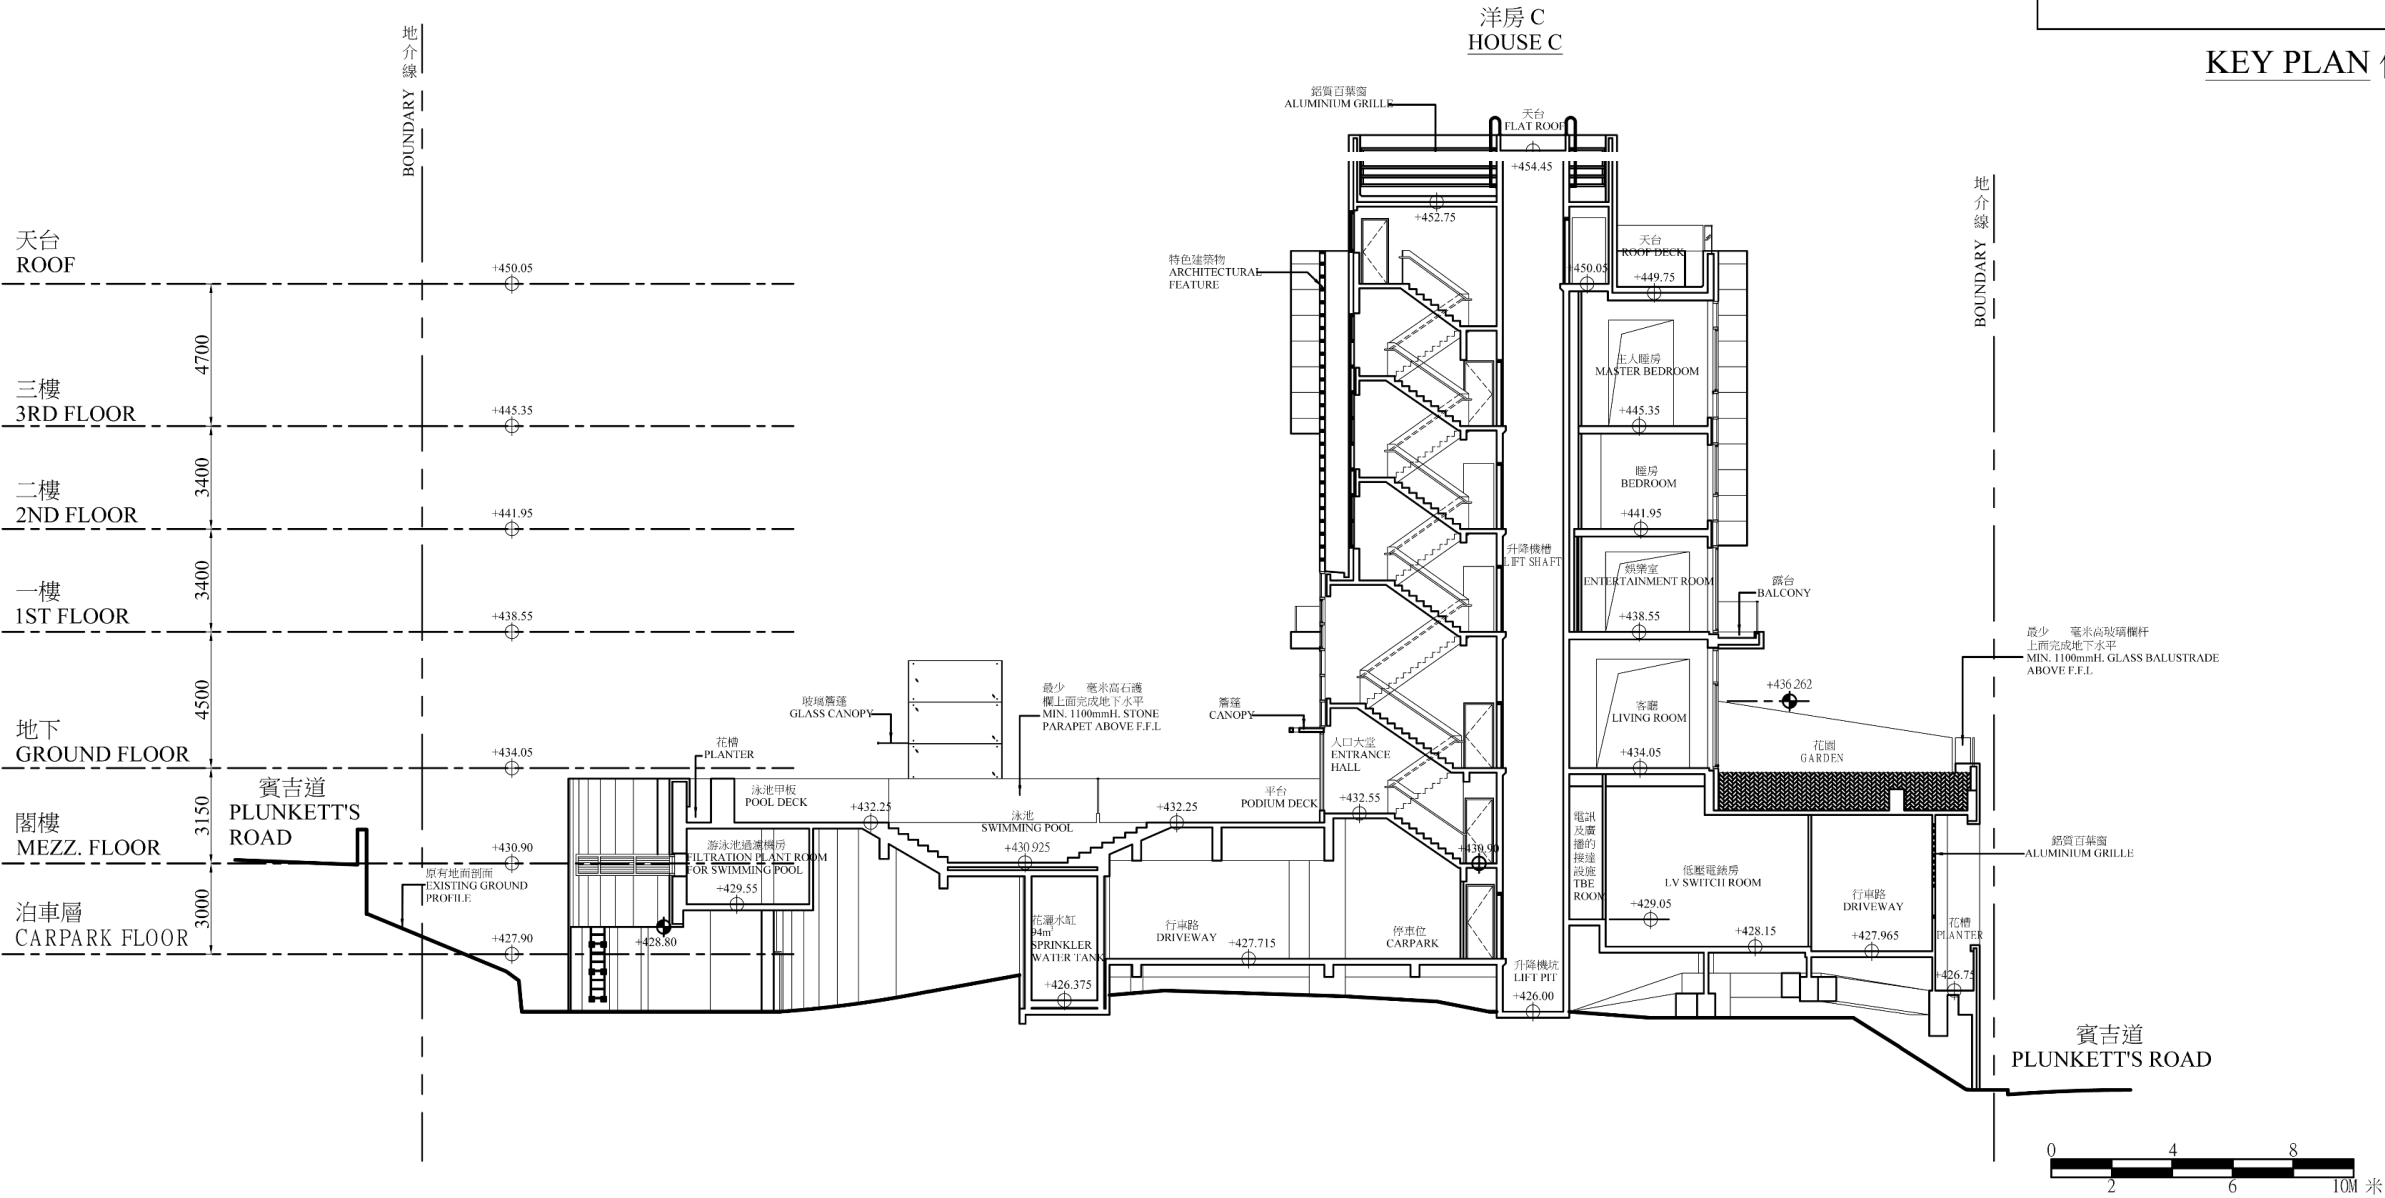 洋房 C
HOUSE C
KEY PLAN
地介線 BOUNDARY
鋁質百葉窗
ALUMINIUM GRILLE
天台
FLAT ROOF
+454.45
+452.75
地介線 BOUNDARY
天台
ROOF
+450.05
特色建築物
ARCHITECTURAL
FEATURE
天台
ROOF DECK
+450.05
+449.75
4700
主人睡房
MASTER BEDROOM
三樓
3RD FLOOR
+445.35
+445.35
3400
睡房
BEDROOM
二樓
2ND FLOOR
+441.95
+441.95
3400
升降機槽
LIFT SHAFT
娛樂室
ENTERTAINMENT ROOM
露台
BALCONY
一樓
1ST FLOOR
+438.55
+438.55
最少 毫米高玻璃欄杆
上面完成地下水平
MIN. 1100mmH. GLASS BALUSTRADE
ABOVE F.F.L
4500
玻璃簷蓬
GLASS CANOPY
最少 毫米高石護
欄上面完成地下水平
MIN. 1100mmH. STONE
PARAPET ABOVE F.F.L
簷蓬
CANOPY
+436.262
客廳
LIVING ROOM
地下
GROUND FLOOR
+434.05
花槽
PLANTER
入口大堂
ENTRANCE
HALL
+434.05
花園
GARDEN
賓吉道
PLUNKETT'S
ROAD
3150
泳池甲板
POOL DECK
+432.25
泳池
SWIMMING POOL
+432.25
平台
PODIUM DECK
+432.55
閣樓
MEZZ. FLOOR
+430.90
游泳池過濾機房
FILTRATION PLANT ROOM
FOR SWIMMING POOL
+430.925
+430.90
電訊
及廣
播的
接達
設施
TBE
ROOM
鋁質百葉窗
ALUMINIUM GRILLE
原有地面剖面
EXISTING GROUND
PROFILE
+429.55
低壓電錶房
LV SWITCH ROOM
+429.05
行車路
DRIVEWAY
3000
泊車層
CARPARK FLOOR
+427.90
+428.80
花灑水缸
94m³
SPRINKLER
WATER TANK
+426.375
行車路
DRIVEWAY
+427.715
停車位
CARPARK
+428.15
+427.965
花槽
PLANTER
+426.75
升降機坑
LIFT PIT
+426.00
賓吉道
PLUNKETT'S ROAD
0 4 8
2 6 10M 米